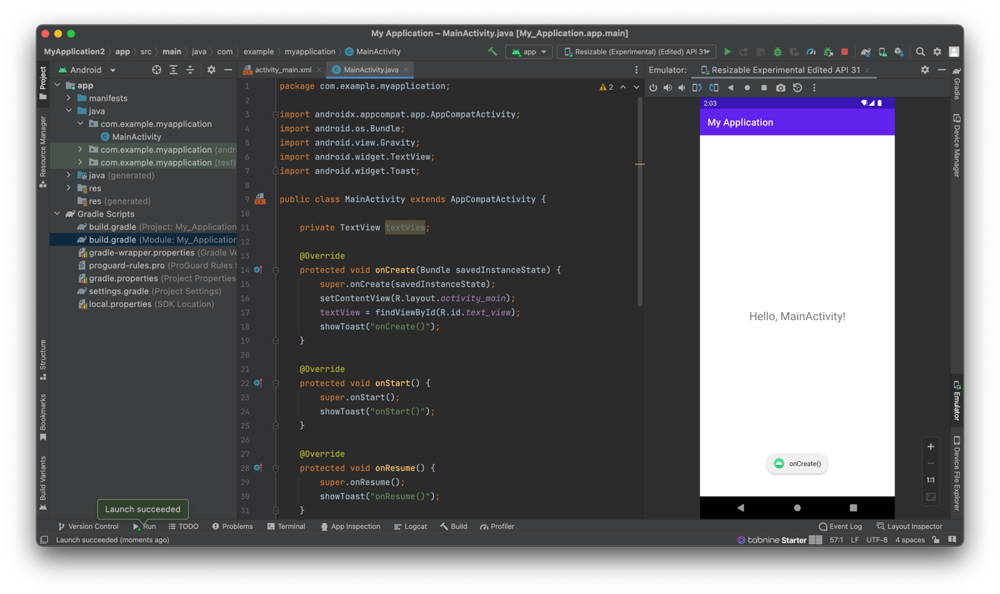 My Application – MainActivity.java [My_Application.app.main]
MyApplication2 app src main java com example myapplication MainActivity
app
Resizable (Experimental) (Edited) API 31
Project
Resource Manager
Structure
Bookmarks
Build Variants
Android
app
manifests
java
com.example.myapplication
MainActivity
com.example.myapplication (andr
com.example.myapplication (test)
java (generated)
res
res (generated)
Gradle Scripts
build.gradle (Project: My_Application
build.gradle (Module: My_Application
gradle-wrapper.properties (Gradle Ve
proguard-rules.pro (ProGuard Rules f
gradle.properties (Project Properties
settings.gradle (Project Settings)
local.properties (SDK Location)
activity_main.xml MainActivity.java
2
1 package com.example.myapplication;
2
3 import androidx.appcompat.app.AppCompatActivity;
4 import android.os.Bundle;
5 import android.view.Gravity;
6 import android.widget.TextView;
7 import android.widget.Toast;
8
9 public class MainActivity extends AppCompatActivity {
10
11 private TextView textView;
12
13 @Override
14 protected void onCreate(Bundle savedInstanceState) {
15 super.onCreate(savedInstanceState);
16 setContentView(R.layout.activity_main);
17 textView = findViewById(R.id.text_view);
18 showToast("onCreate()");
19 }
20
21 @Override
22 protected void onStart() {
23 super.onStart();
24 showToast("onStart()");
25 }
26
27 @Override
28 protected void onResume() {
29 super.onResume();
30 showToast("onResume()");
31 }
Emulator: Resizable Experimental Edited API 31
2:03
My Application
Hello, MainActivity!
onCreate()
1:1
Gradle
Device Manager
Emulator
Device File Explorer
Launch succeeded
Version Control Run TODO Problems Terminal App Inspection Logcat Build Profiler Event Log Layout Inspector
Launch succeeded (moments ago) tabnine Starter 57:1 LF UTF-8 4 spaces